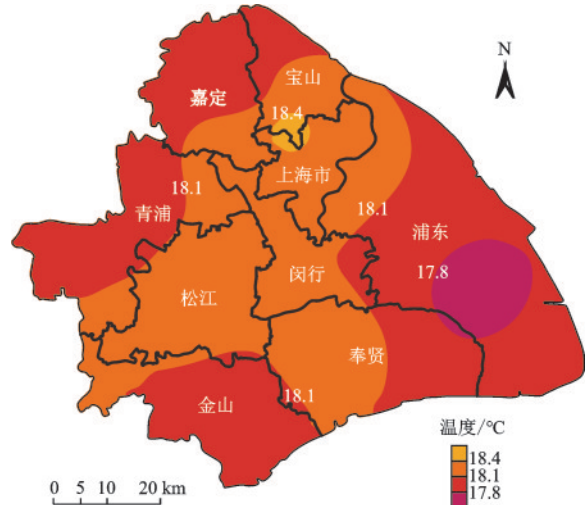 N
宝山
嘉定
18.4
上海市
18.1
青浦
18.1
浦东
17.8
松江
闵行
奉贤
金山
18.1
温度/℃
18.4
18.1
17.8
0 5 10 20 km